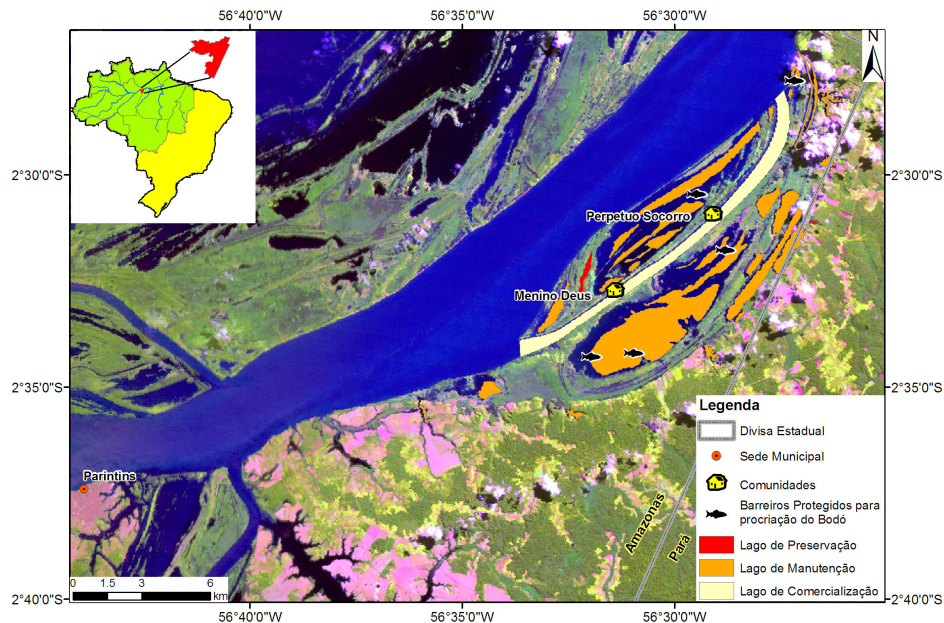 56°40'0"W
56°35'0"W
56°30'0"W
N
2°30'0"S
2°30'0"S
Perpetuo Socorro
Menino Deus
2°35'0"S
2°35'0"S
Legenda
Divisa Estadual
Sede Municipal
Comunidades
Barreiros Protegidos para
procriação do Bodó
Lago de Preservação
Lago de Manutenção
Lago de Comercialização
Parintins
Amazonas
Pará
0 1.5 3 6
km
2°40'0"S
2°40'0"S
56°40'0"W
56°35'0"W
56°30'0"W